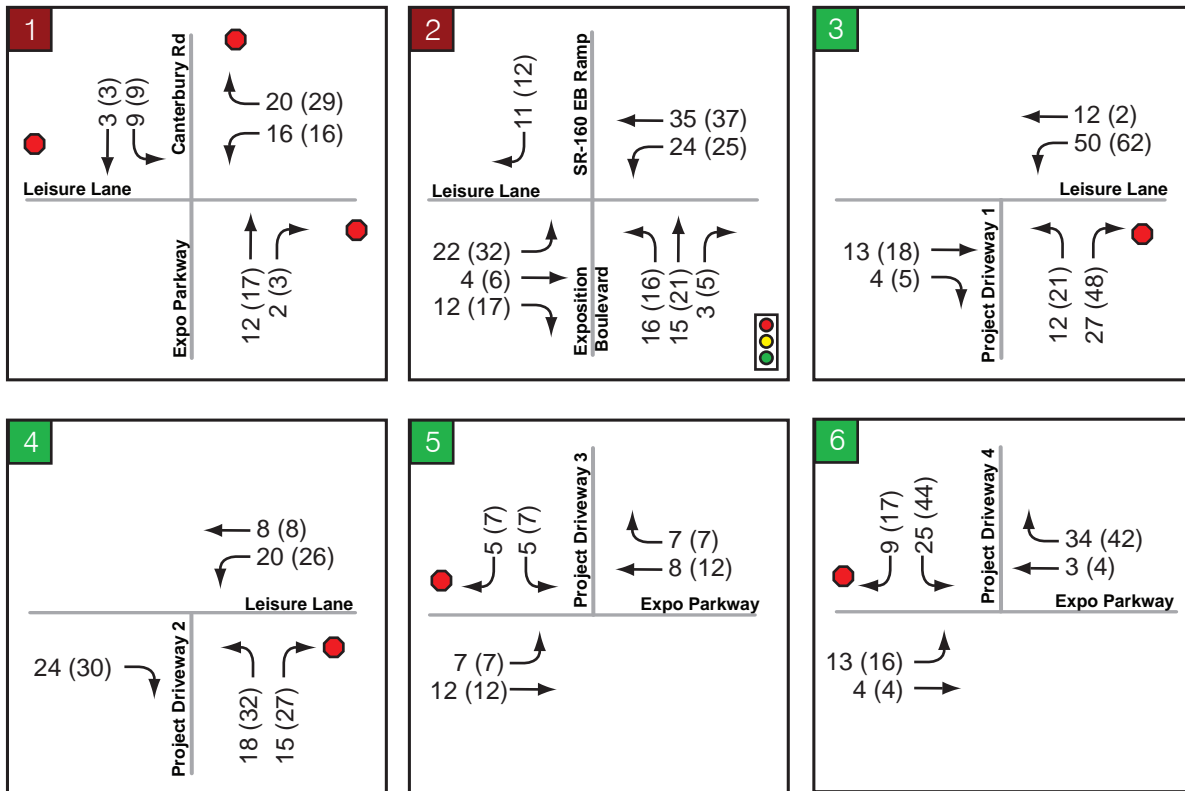 1
Canterbury Rd
3 (3)
9 (9)
20 (29)
16 (16)
Leisure Lane
Expo Parkway
12 (17)
2 (3)
2
SR-160 EB Ramp
11 (12)
35 (37)
24 (25)
Leisure Lane
22 (32)
4 (6)
12 (17)
Exposition
Boulevard
16 (16)
15 (21)
3 (5)
3
12 (2)
50 (62)
Leisure Lane
13 (18)
4 (5)
Project Driveway 1
12 (21)
27 (48)
4
8 (8)
20 (26)
Leisure Lane
24 (30)
Project Driveway 2
18 (32)
15 (27)
5
Project Driveway 3
5 (7)
5 (7)
7 (7)
8 (12)
Expo Parkway
7 (7)
12 (12)
6
Project Driveway 4
9 (17)
25 (44)
34 (42)
3 (4)
Expo Parkway
13 (16)
4 (4)